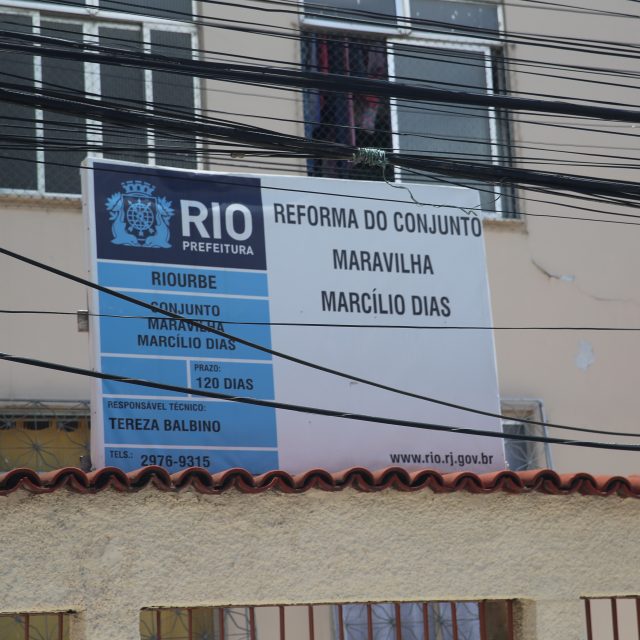 RIO
PREFEITURA
RIOURBE
CONJUNTO
MARAVILHA
MARCÍLIO DIAS
PRAZO:
120 DIAS
RESPONSÁVEL TÉCNICO:
TEREZA BALBINO
TELS.: 2976-9315
REFORMA DO CONJUNTO
MARAVILHA
MARCÍLIO DIAS
www.rio.rj.gov.br